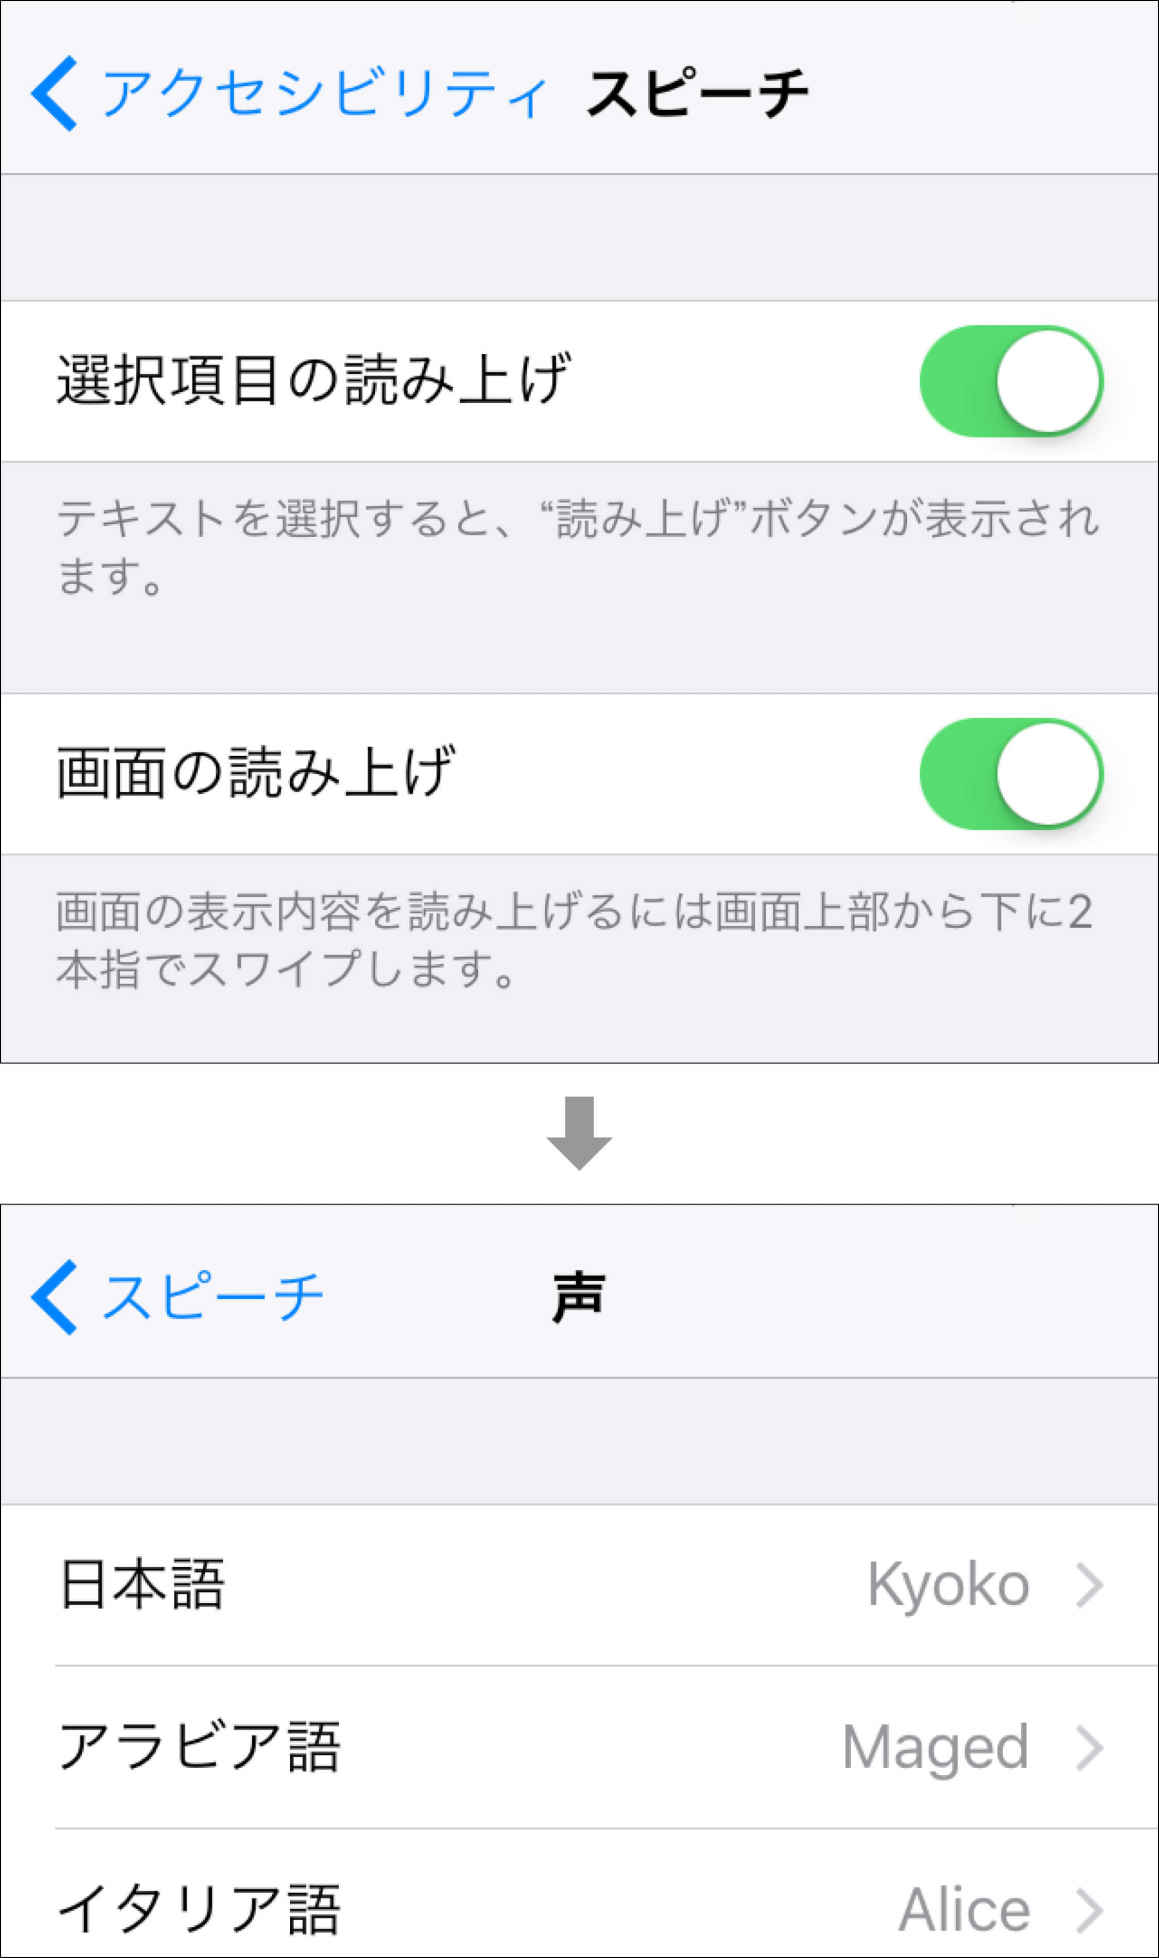 アクセシビリティ スピーチ
選択項目の読み上げ
テキストを選択すると、“読み上げ”ボタンが表示され
ます。
画面の読み上げ
画面の表示内容を読み上げるには画面上部から下に2
本指でスワイプします。
スピーチ 声
日本語 Kyoko
アラビア語 Maged
イタリア語 Alice